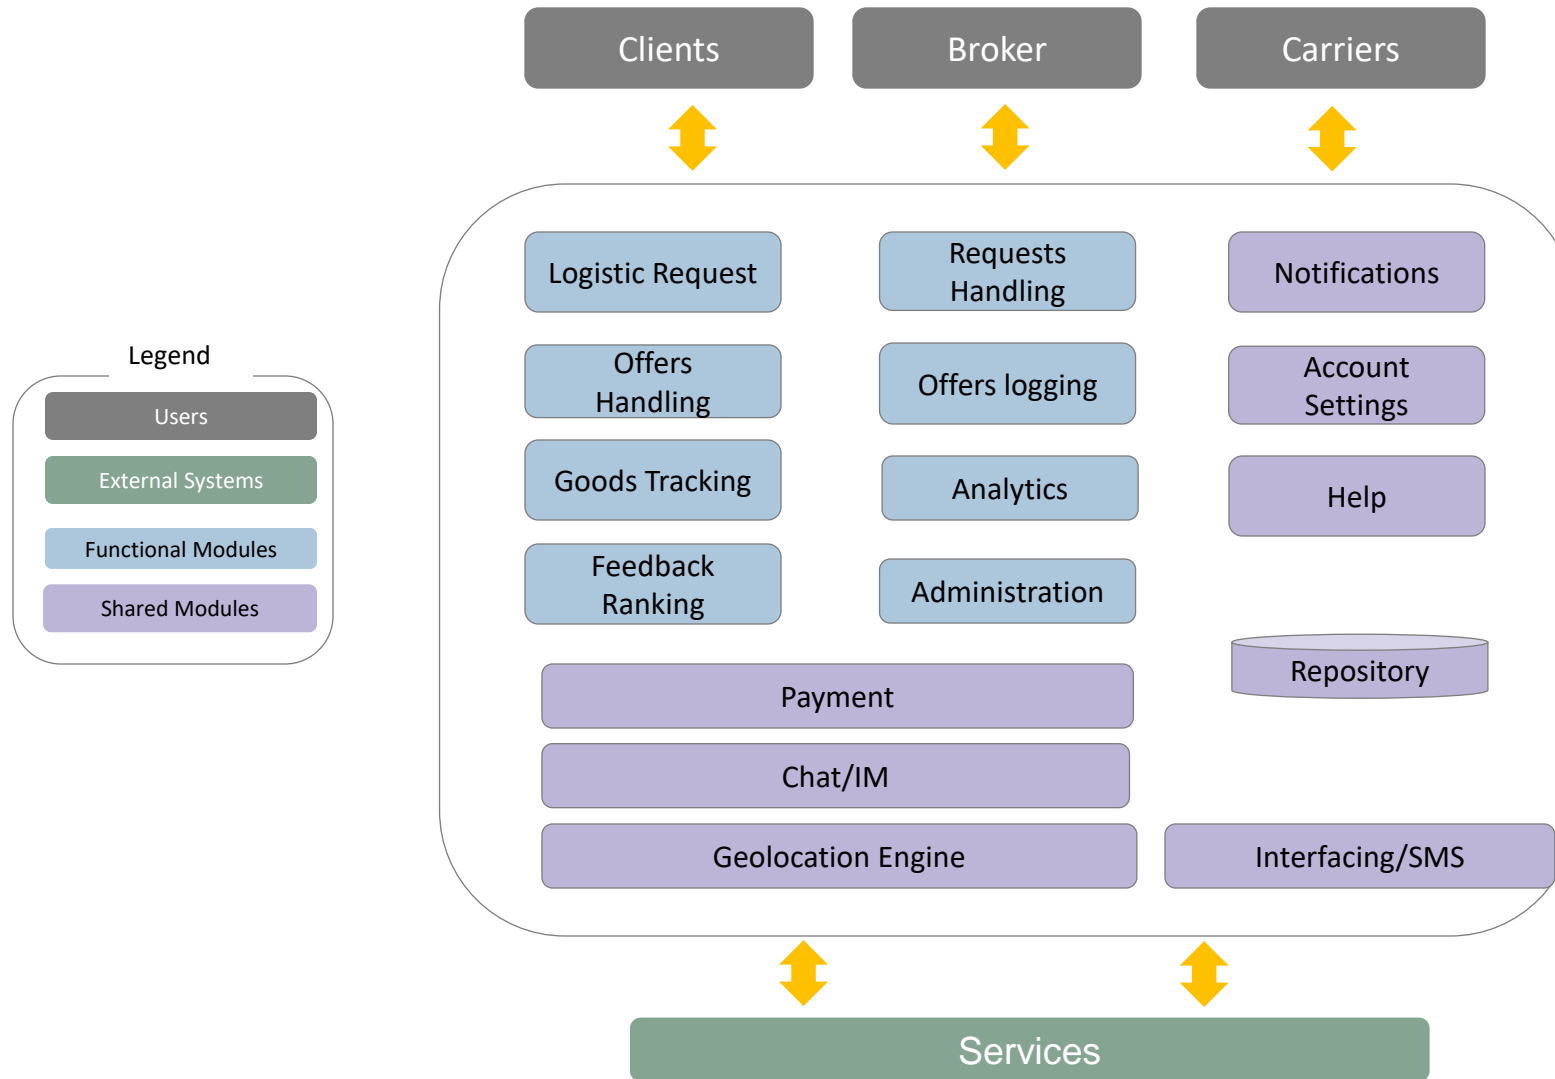 Clients
Broker
Carriers
Logistic Request
Requests
Handling
Notifications
Legend
Users
External Systems
Functional Modules
Shared Modules
Offers
Handling
Offers logging
Account
Settings
Goods Tracking
Analytics
Help
Feedback
Ranking
Administration
Repository
Payment
Chat/IM
Geolocation Engine
Interfacing/SMS
Services